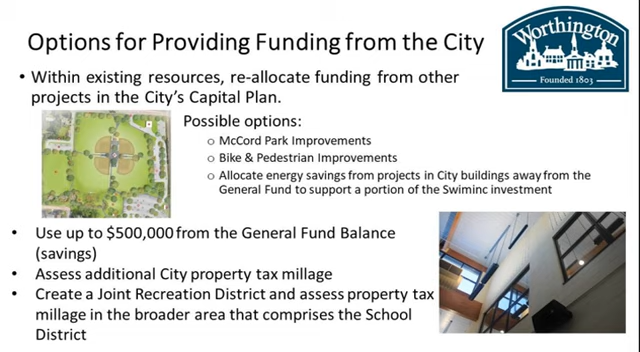 Options for Providing Funding from the City
Worthington
Founded 1803
• Within existing resources, re-allocate funding from other
projects in the City's Capital Plan.
Possible options:
o McCord Park Improvements
o Bike & Pedestrian Improvements
o Allocate energy savings from projects in City buildings away from the
General Fund to support a portion of the Swiminc investment
• Use up to $500,000 from the General Fund Balance
(savings)
• Assess additional City property tax millage
• Create a Joint Recreation District and assess property tax
millage in the broader area that comprises the School
District